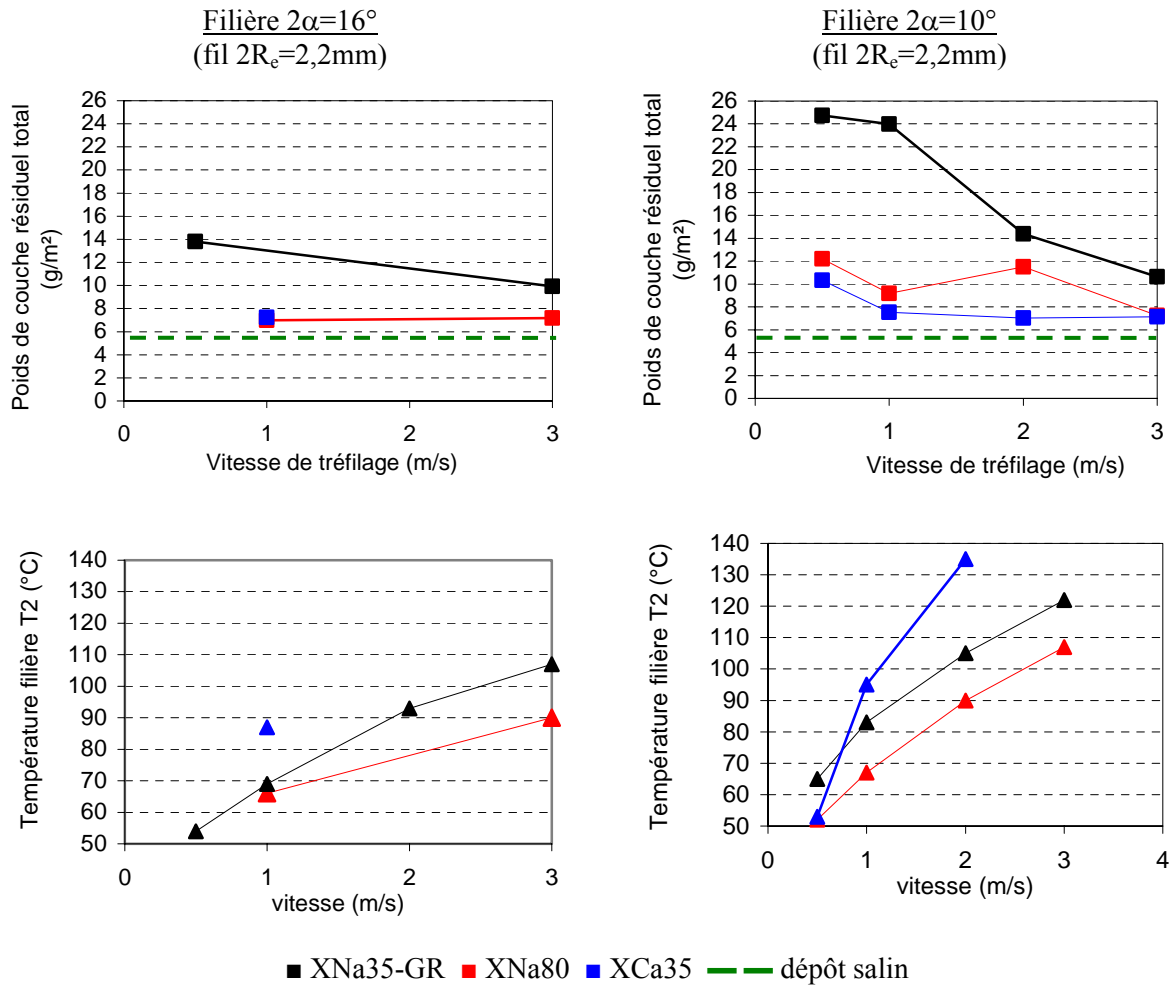 Filière 2α=16°
(fil 2Re=2,2mm)
Filière 2α=10°
(fil 2Re=2,2mm)
Poids de couche résiduel total
(g/m²)
26
24
22
20
18
16
14
12
10
8
6
4
2
0
0 1 2 3
Vitesse de tréfilage (m/s)
Poids de couche résiduel total
(g/m²)
26
24
22
20
18
16
14
12
10
8
6
4
2
0
0 1 2 3
Vitesse de tréfilage (m/s)
Température filière T2 (°C)
140
130
120
110
100
90
80
70
60
50
0 1 2 3
vitesse (m/s)
Température filière T2 (°C)
140
130
120
110
100
90
80
70
60
50
0 1 2 3 4
vitesse (m/s)
XNa35-GR XNa80 XCa35 dépôt salin